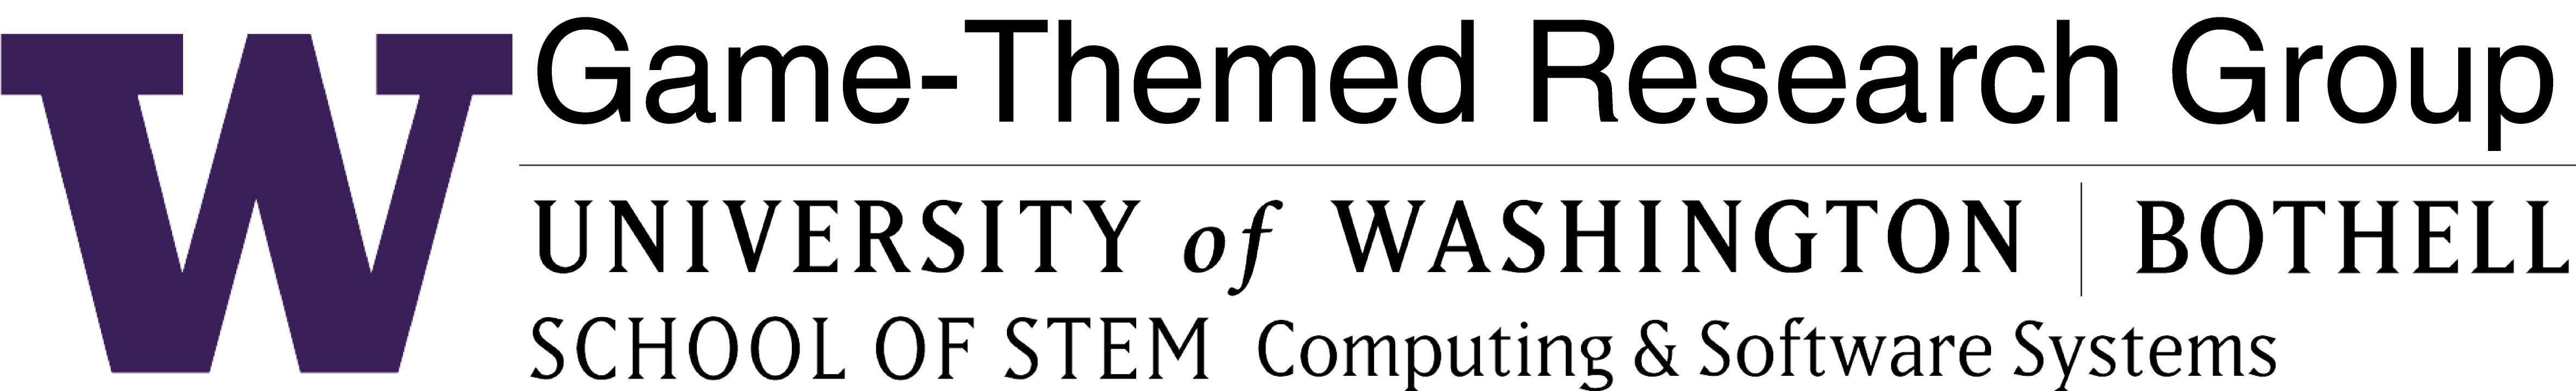 W Game-Themed Research Group
UNIVERSITY of WASHINGTON | BOTHELL
SCHOOL OF STEM Computing & Software Systems